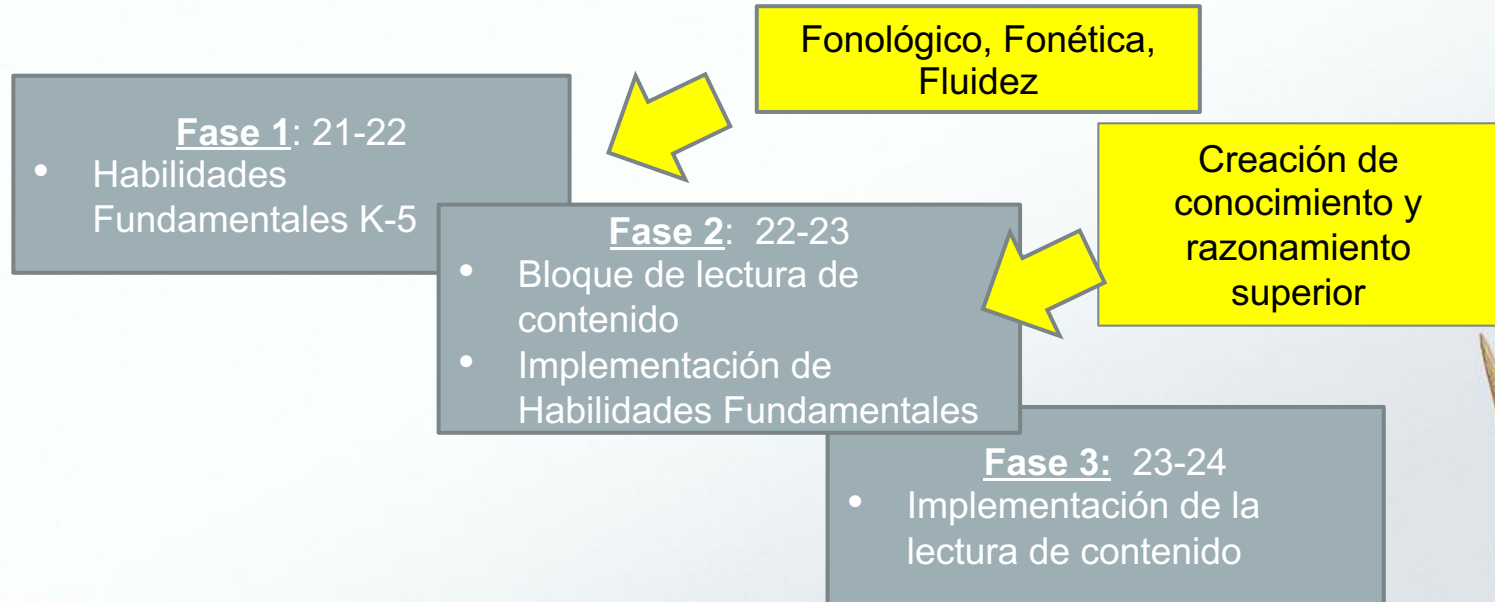 Fonológico, Fonética,
Fluidez
Fase 1: 21-22
• Habilidades
Fundamentales K-5
Creación de
conocimiento y
razonamiento
superior
Fase 2: 22-23
• Bloque de lectura de
contenido
• Implementación de
Habilidades Fundamentales
Fase 3: 23-24
• Implementación de la
lectura de contenido